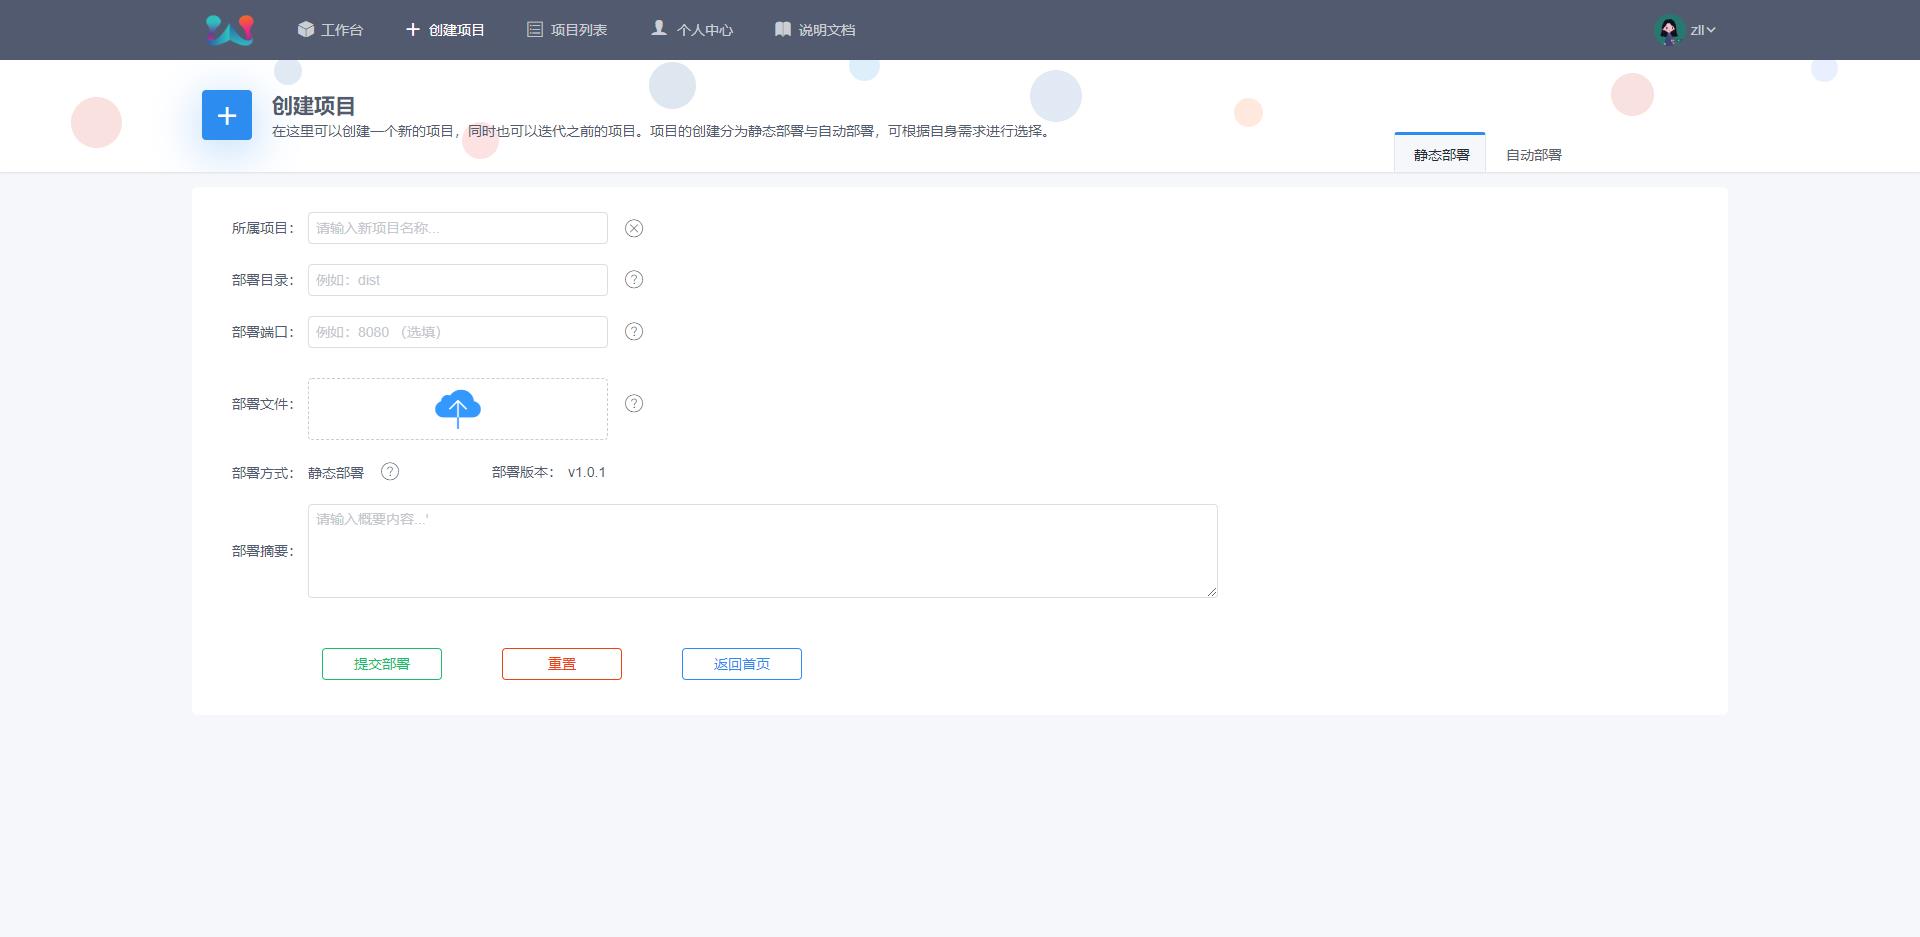 工作台 创建项目 项目列表 个人中心 说明文档 zll
创建项目
在这里可以创建一个新的项目，同时也可以迭代之前的项目。项目的创建分为静态部署与自动部署，可根据自身需求进行选择。
静态部署 自动部署
所属项目： 请输入新项目名称...
部署目录： 例如：dist
部署端口： 例如：8080 （选填）
部署文件：
部署方式： 静态部署 部署版本： v1.0.1
请输入概要内容...'
部署摘要：
提交部署 重置 返回首页